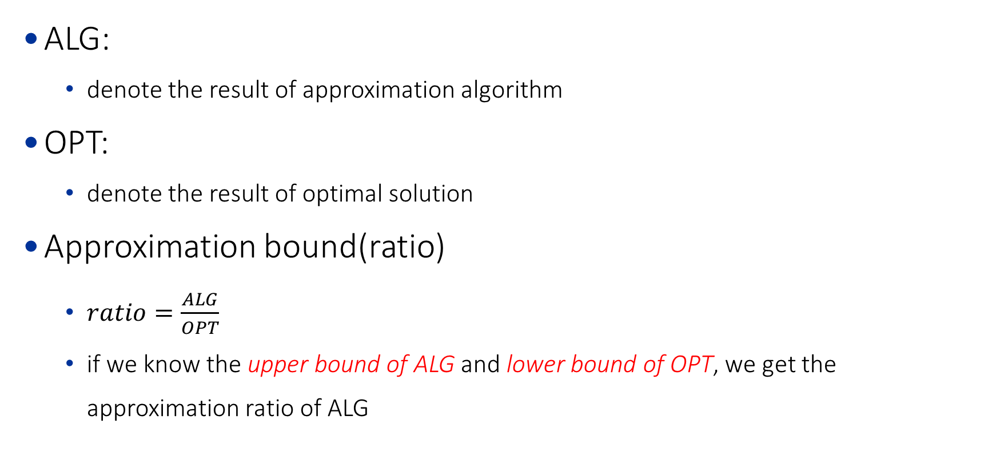 • ALG:
• denote the result of approximation algorithm
• OPT:
• denote the result of optimal solution
• Approximation bound(ratio)
• ratio = ALG/OPT
• if we know the upper bound of ALG and lower bound of OPT, we get the
approximation ratio of ALG